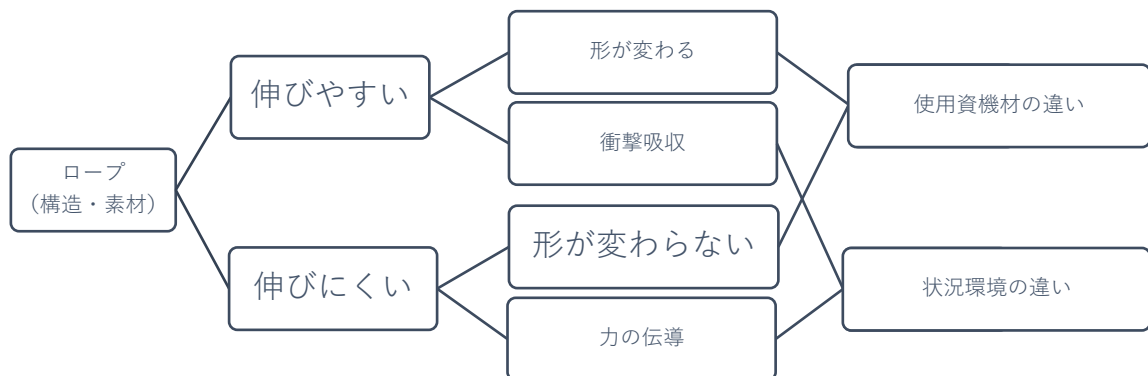 ロープ
（構造・素材）
伸びやすい
伸びにくい
形が変わる
衝撃吸収
形が変わらない
力の伝導
使用資機材の違い
状況環境の違い